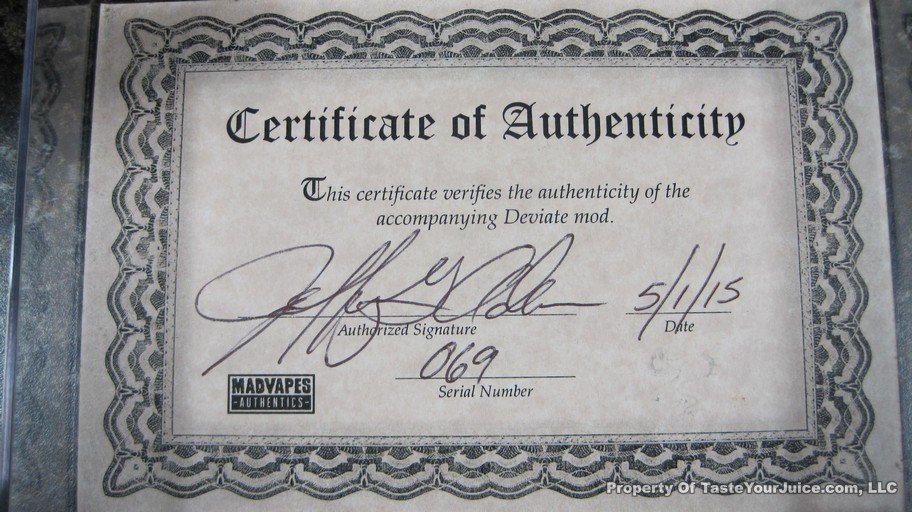 Certificate of Authenticity
This certificate verifies the authenticity of the
accompanying Deviate mod.
5/1/15
Authorized Signature
Date
069
Serial Number
MADVAPES
-AUTHENTICS-
Property Of TasteYourJuice.com, LLC